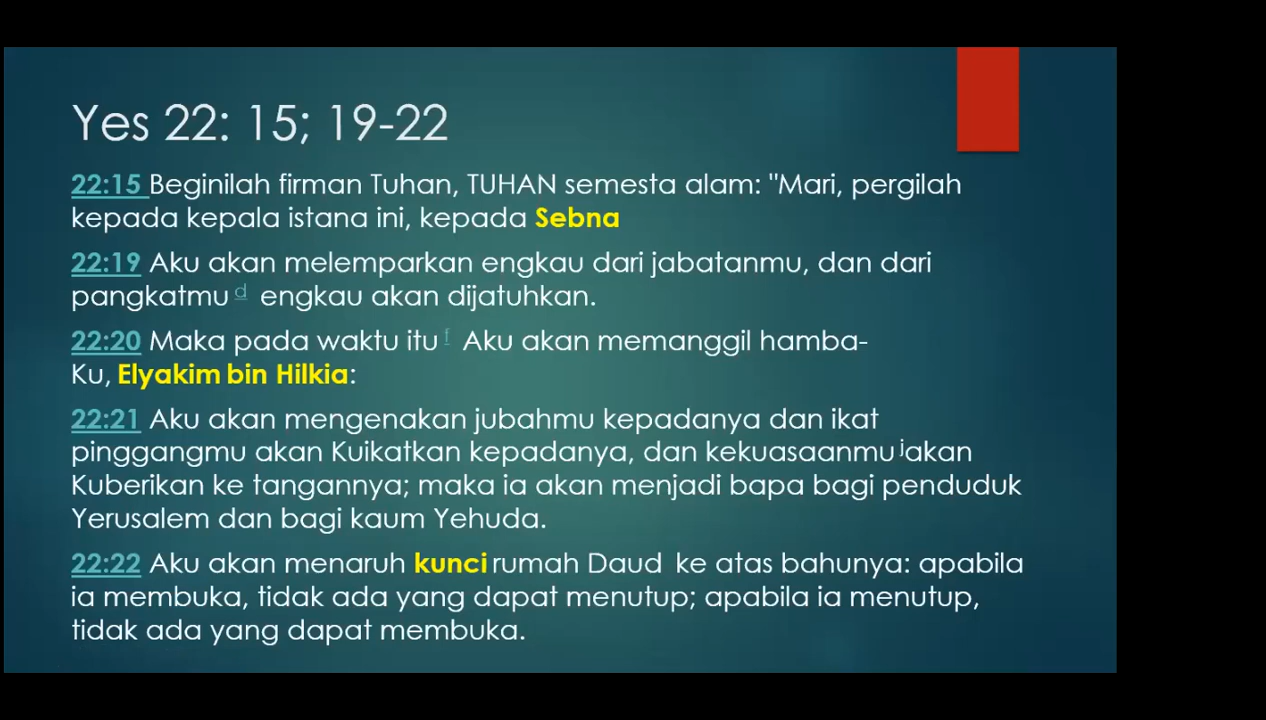 Yes 22: 15; 19-22
22:15 Beginilah firman Tuhan, TUHAN semesta alam: "Mari, pergilah
kepada kepala istana ini, kepada Sebna
22:19 Aku akan melemparkan engkau dari jabatanmu, dan dari
pangkatmu d engkau akan dijatuhkan.
22:20 Maka pada waktu itu f Aku akan memanggil hamba-
Ku, Elyakim bin Hilkia:
22:21 Aku akan mengenakan jubahmu kepadanya dan ikat
pinggangmu akan Kuikatkan kepadanya, dan kekuasaanmu j akan
Kuberikan ke tangannya; maka ia akan menjadi bapa bagi penduduk
Yerusalem dan bagi kaum Yehuda.
22:22 Aku akan menaruh kunci rumah Daud ke atas bahunya: apabila
ia membuka, tidak ada yang dapat menutup; apabila ia menutup,
tidak ada yang dapat membuka.